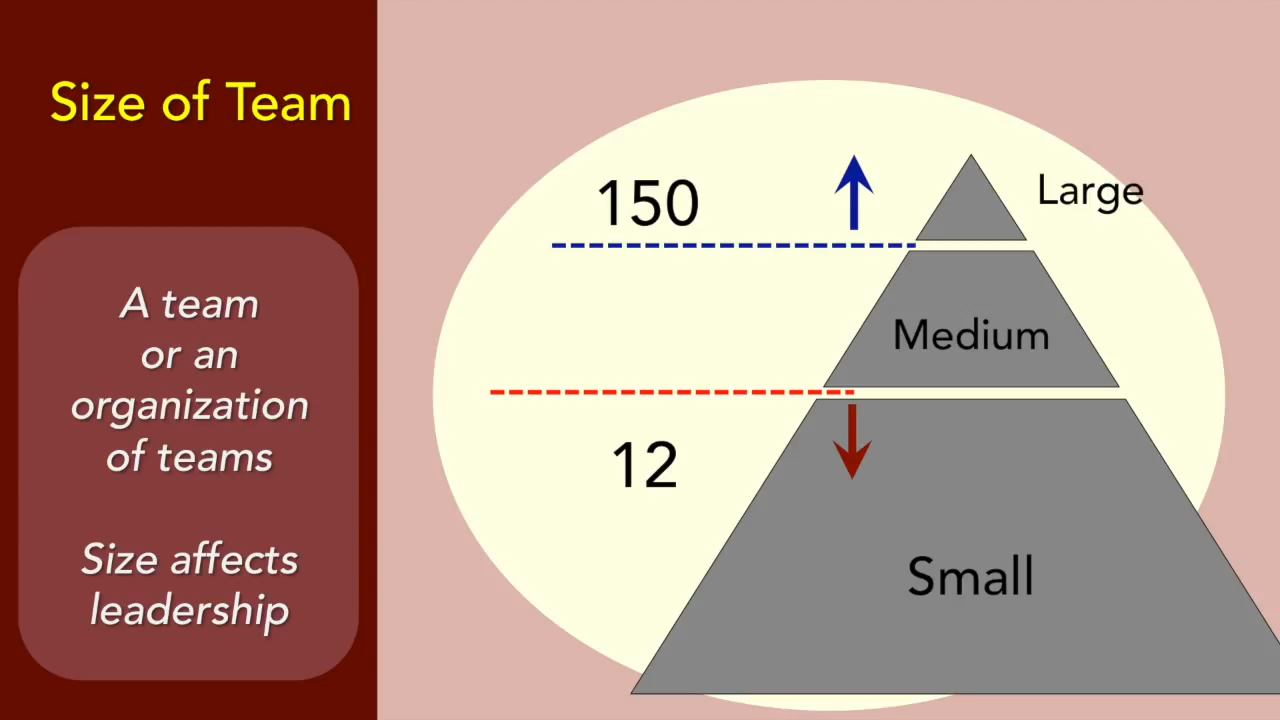 Size of Team
A team
or an
organization
of teams
Size affects
leadership
150
Large
Medium
12
Small